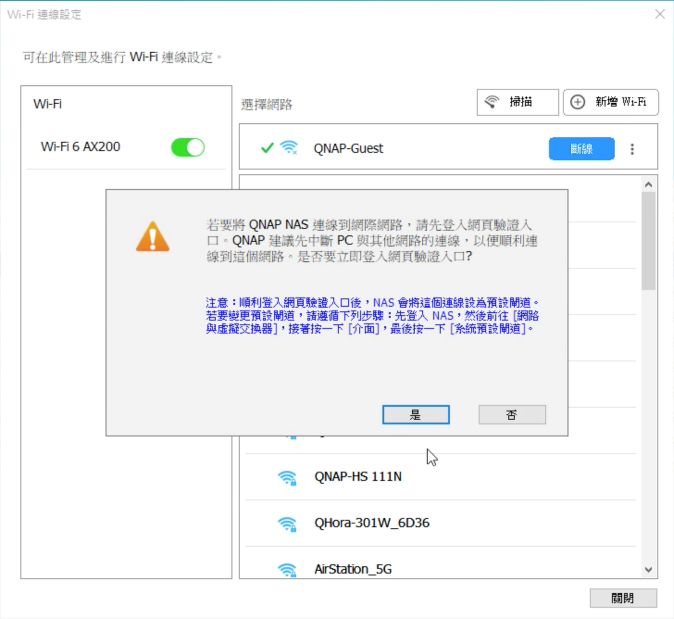 Wi-Fi 連線設定
可在此管理及進行 Wi-Fi 連線設定。
Wi-Fi
選擇網路
掃描
新增 Wi-Fi
Wi-Fi 6 AX200
QNAP-Guest
斷線
若要將 QNAP NAS 連線到網際網路，請先登入網頁驗證入
口。QNAP 建議先中斷 PC 與其他網路的連線，以便順利連
線到這個網路。是否要立即登入網頁驗證入口?
注意：順利登入網頁驗證入口後，NAS 會將這個連線設為預設閘道。
若要變更預設閘道，請遵循下列步驟：先登入 NAS，然後前往 [網路
與虛擬交換器]，接著按一下 [介面]，最後按一下 [系統預設閘道]。
是
否
QNAP-HS 111N
QHora-301W_6D36
AirStation_5G
關閉